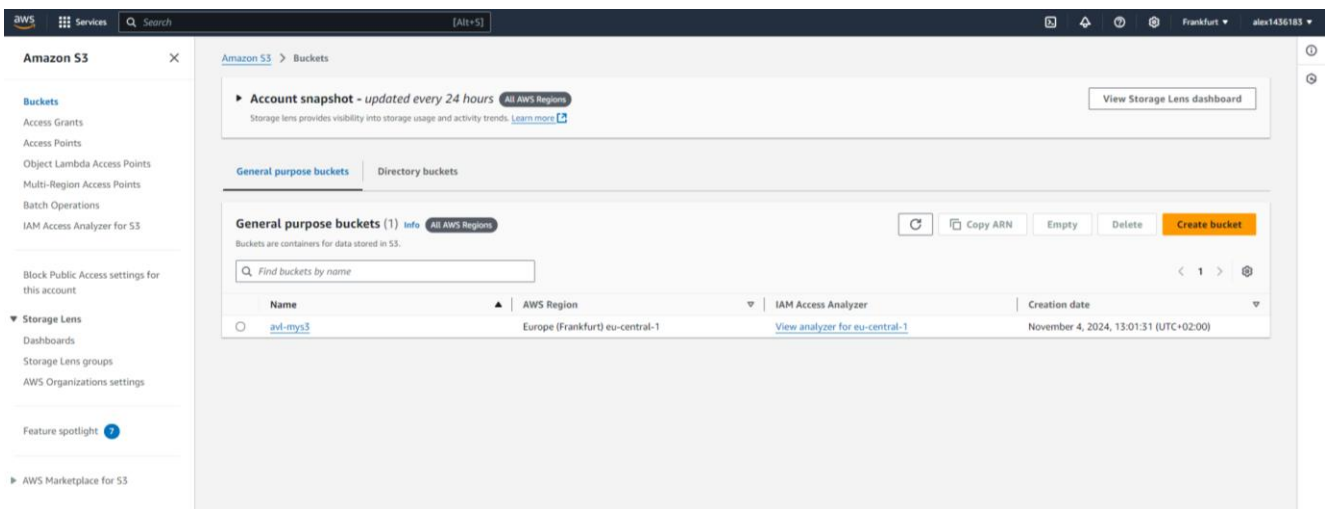 aws Services Search [Alt+S] Frankfurt ▼ alex1436183 ▼
Amazon S3
Buckets
Access Grants
Access Points
Object Lambda Access Points
Multi-Region Access Points
Batch Operations
IAM Access Analyzer for S3
Block Public Access settings for
this account
Storage Lens
Dashboards
Storage Lens groups
AWS Organizations settings
Feature spotlight 7
AWS Marketplace for S3
Amazon S3 > Buckets
Account snapshot - updated every 24 hours All AWS Regions
View Storage Lens dashboard
Storage lens provides visibility into storage usage and activity trends. Learn more
General purpose buckets Directory buckets
General purpose buckets (1) Info All AWS Regions
Copy ARN Empty Delete Create bucket
Buckets are containers for data stored in S3.
Find buckets by name
< 1 >
Name AWS Region IAM Access Analyzer Creation date
avl-mys3 Europe (Frankfurt) eu-central-1 View analyzer for eu-central-1 November 4, 2024, 13:01:31 (UTC+02:00)